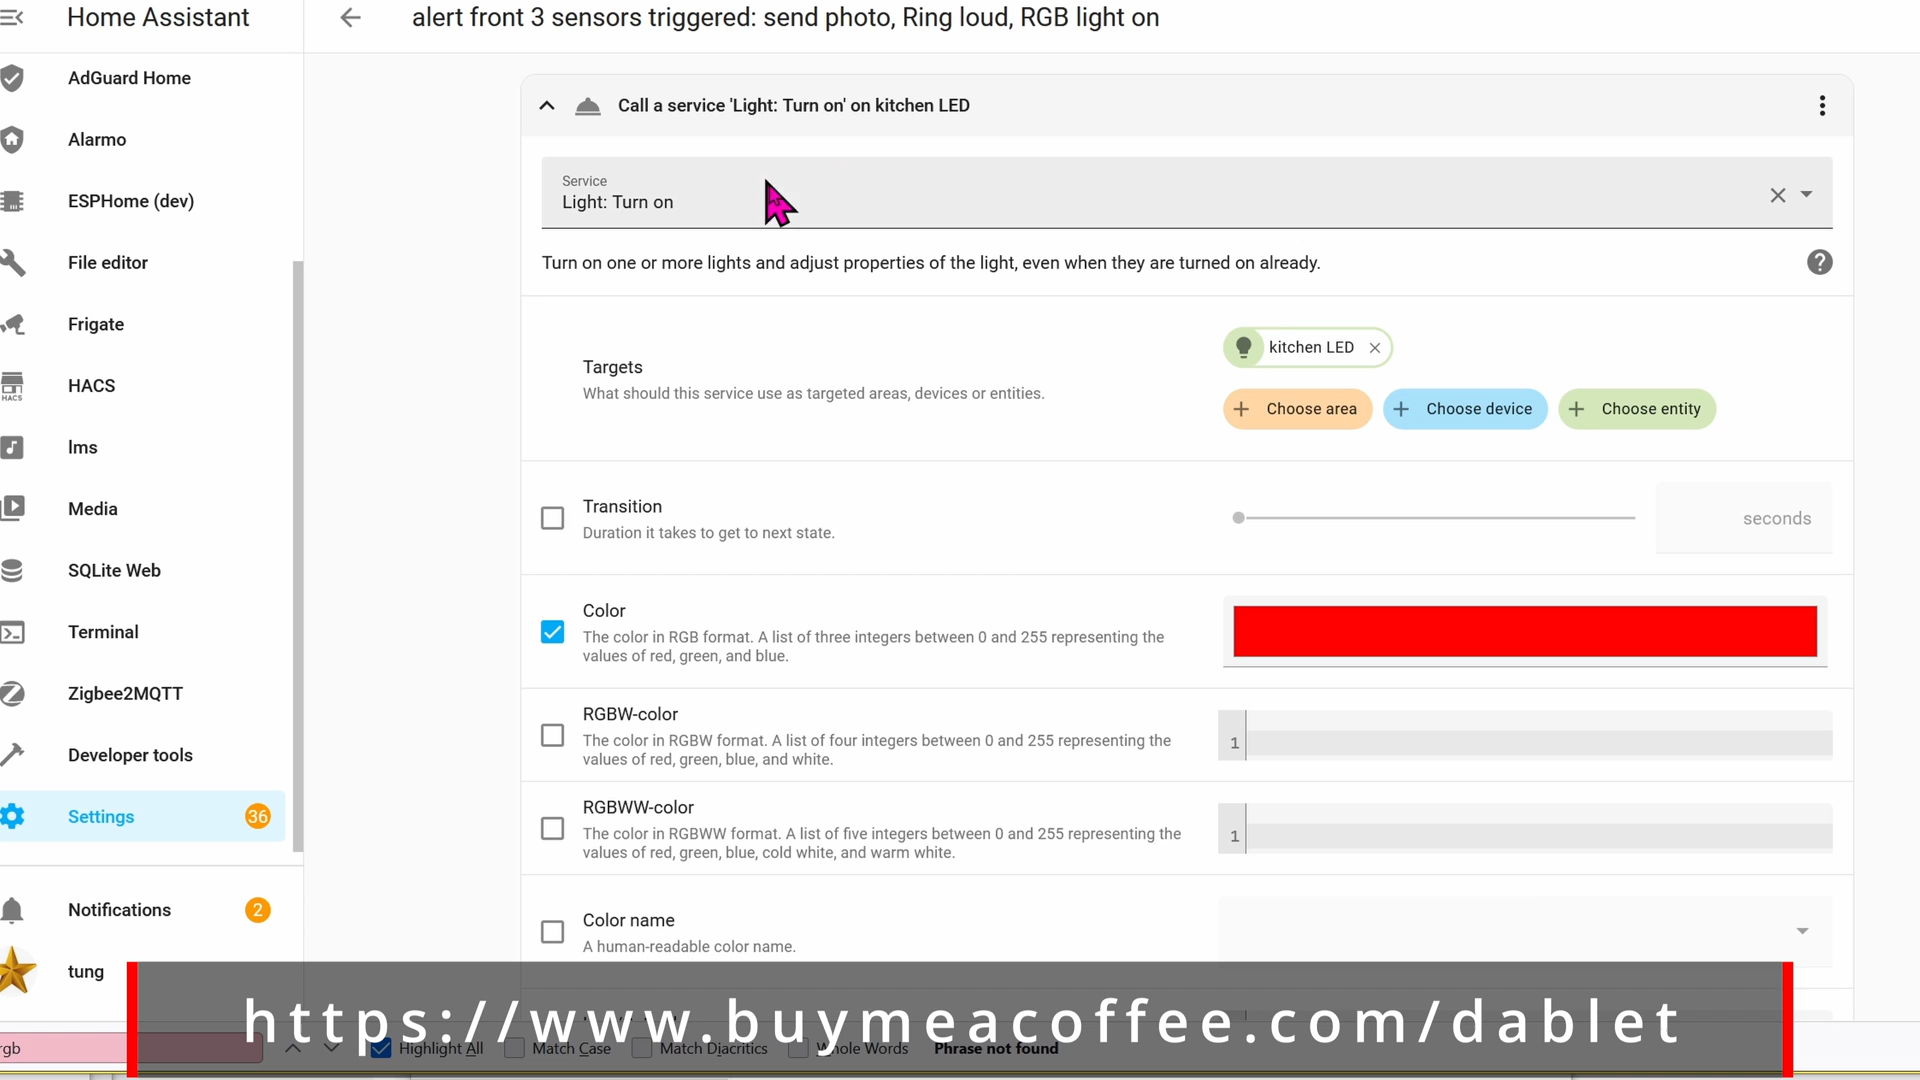 Home Assistant
alert front 3 sensors triggered: send photo, Ring loud, RGB light on
AdGuard Home
Alarmo
ESPHome (dev)
File editor
Frigate
HACS
HACS
lms
Media
SQLite Web
Terminal
Zigbee2MQTT
Developer tools
Settings 36
Notifications 2
tung
Call a service 'Light: Turn on' on kitchen LED
Service
Light: Turn on
Turn on one or more lights and adjust properties of the light, even when they are turned on already.
Targets
What should this service use as targeted areas, devices or entities.
kitchen LED
Choose area
Choose device
Choose entity
Transition
Duration it takes to get to next state.
seconds
Color
The color in RGB format. A list of three integers between 0 and 255 representing the
values of red, green, and blue.
RGBW-color
The color in RGBW format. A list of four integers between 0 and 255 representing the
values of red, green, blue, and white.
1
RGBWW-color
The color in RGBWW format. A list of five integers between 0 and 255 representing the
values of red, green, blue, cold white, and warm white.
1
Color name
A human-readable color name.
https://www.buymeacoffee.com/dablet
rgb
Highlight All
Match Case
Match Diacritics
Whole Words
Phrase not found